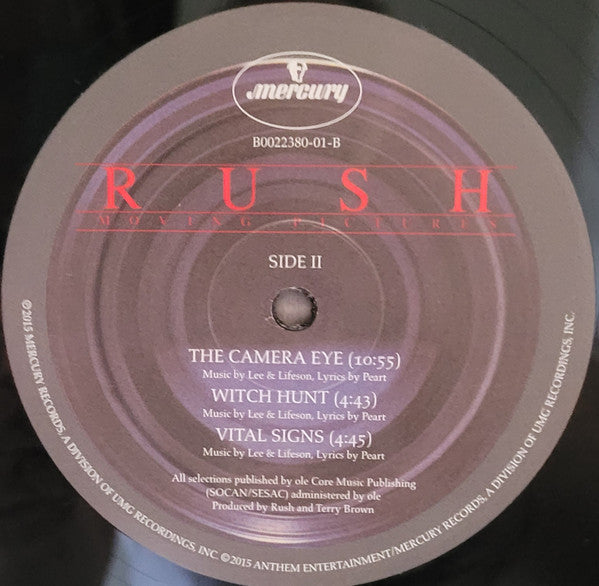 mercury
B0022380-01-B
RUSH
MOVING PICTURES
SIDE II
THE CAMERA EYE (10:55)
Music by Lee & Lifeson, Lyrics by Peart
WITCH HUNT (4:43)
Music by Lee & Lifeson, Lyrics by Peart
VITAL SIGNS (4:45)
Music by Lee & Lifeson, Lyrics by Peart
All selections published by ole Core Music Publishing
(SOCAN/SESAC) administered by ole
Produced by Rush and Terry Brown
©2015 MERCURY RECORDS, A DIVISION OF UMG RECORDINGS, INC. ©2015 ANTHEM ENTERTAINMENT/MERCURY RECORDS, A DIVISION OF UMG RECORDINGS, INC.